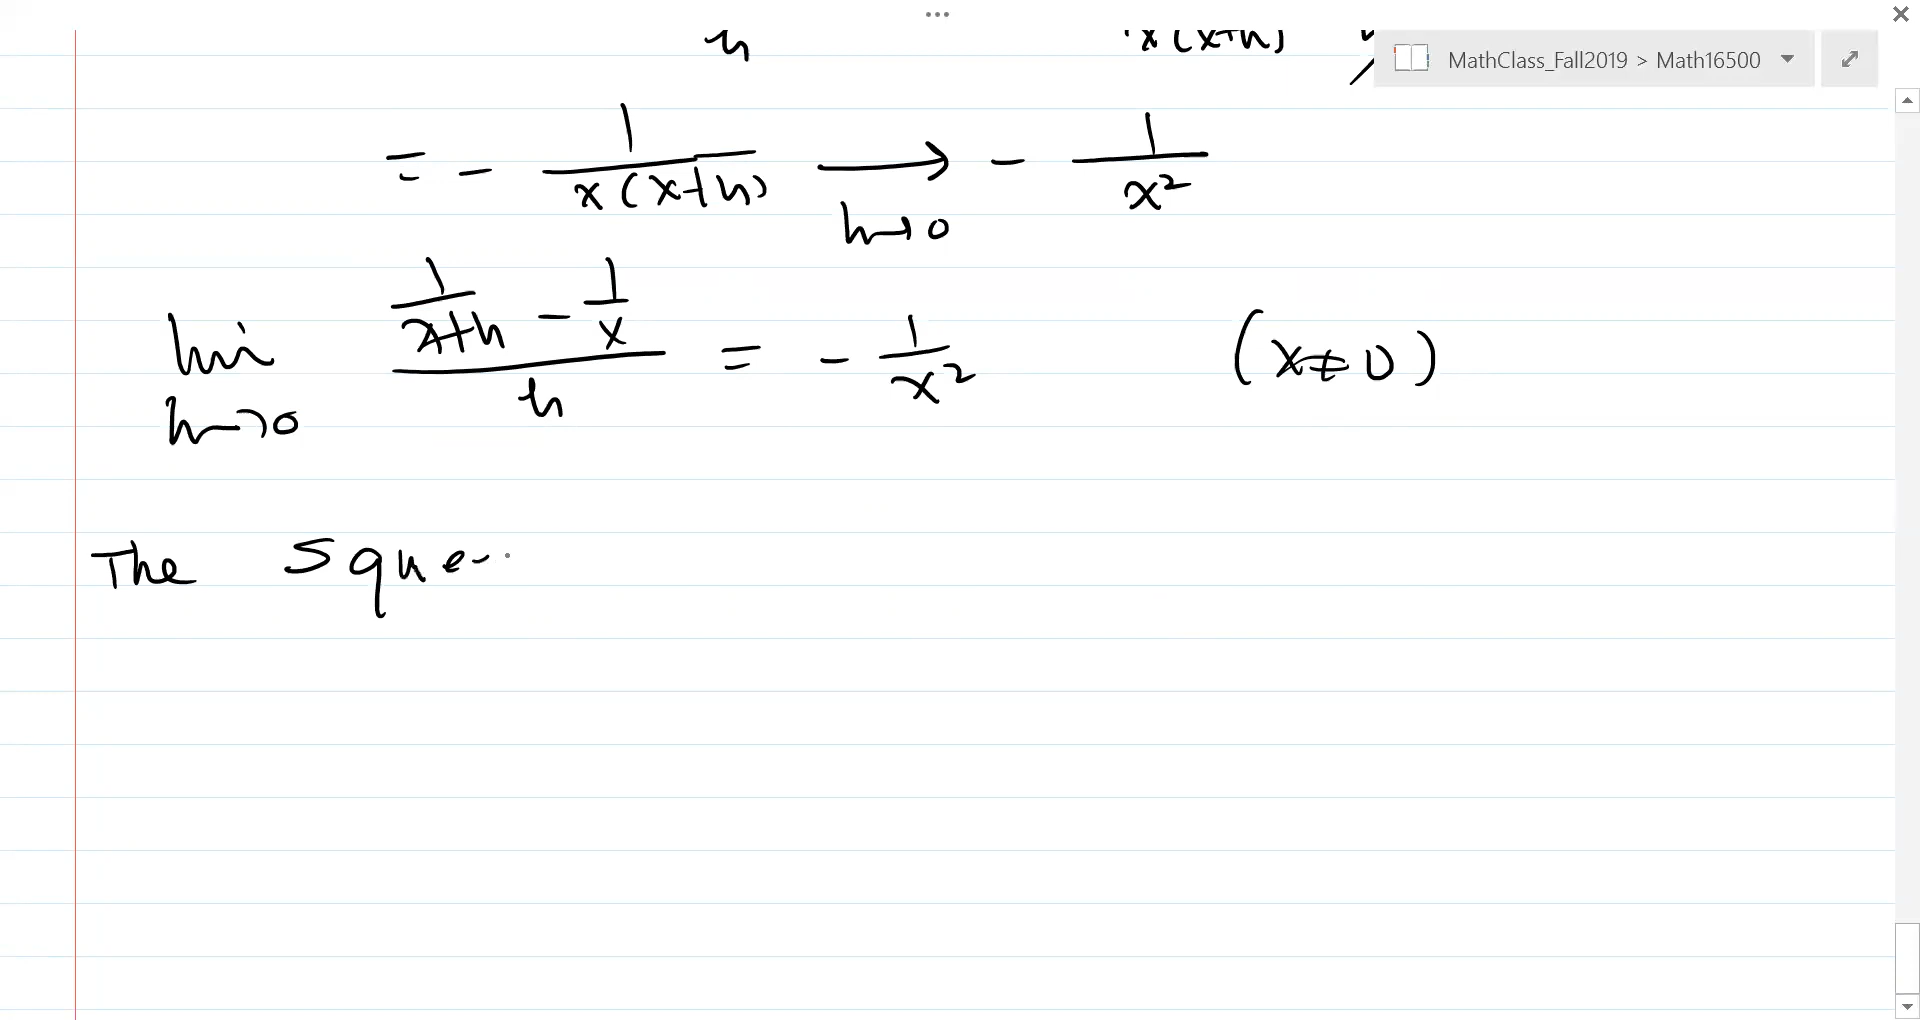 h
x(x+h)
MathClass_Fall2019 > Math16500
= - 1/(x(x+h)) ⟶ h→0 - 1/x²
lim h→0 (1/(x+h) - 1/x)/h = - 1/x² (x≠0)
The Sque